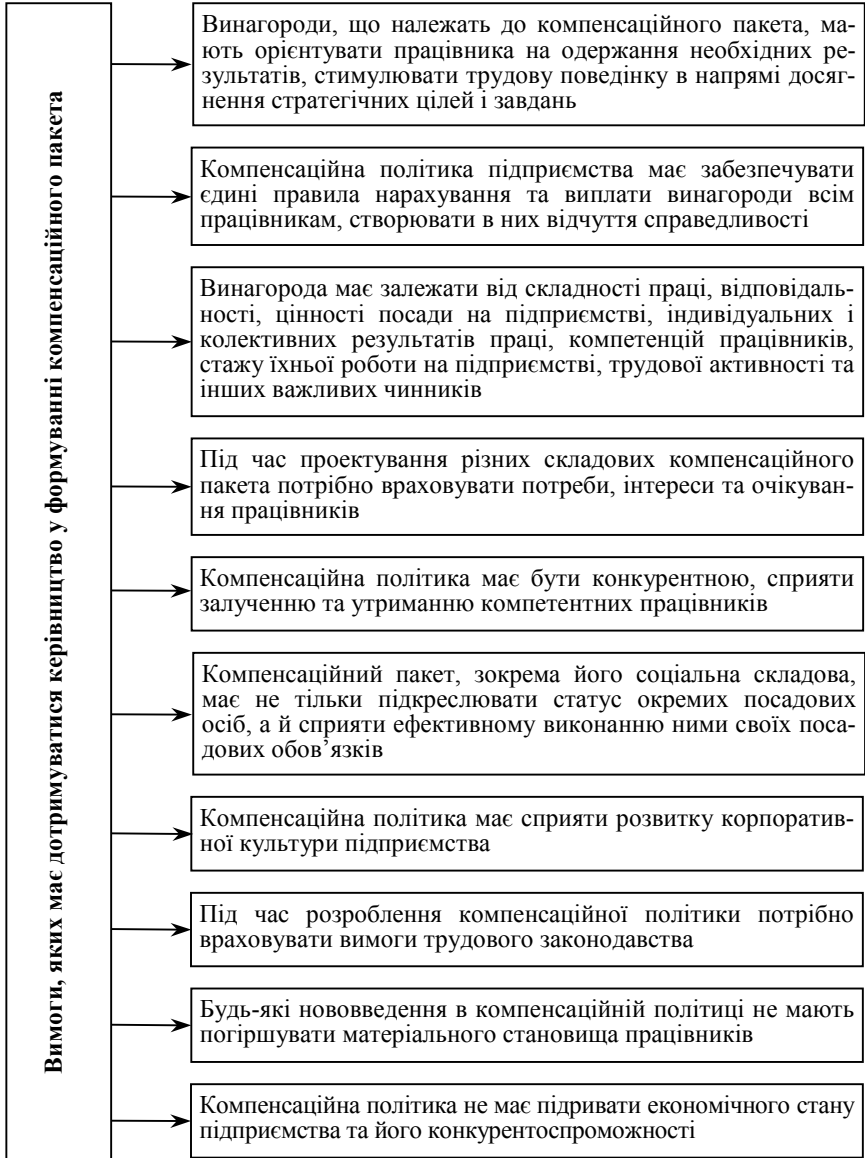 Вимоги, яких має дотримуватися керівництво у формуванні компенсаційного пакета
Винагороди, що належать до компенсаційного пакета, ма-
ють орієнтувати працівника на одержання необхідних ре-
зультатів, стимулювати трудову поведінку в напрямі досяг-
нення стратегічних цілей і завдань
Компенсаційна політика підприємства має забезпечувати
єдині правила нарахування та виплати винагороди всім
працівникам, створювати в них відчуття справедливості
Винагорода має залежати від складності праці, відповідаль-
ності, цінності посади на підприємстві, індивідуальних і
колективних результатів праці, компетенцій працівників,
стажу їхньої роботи на підприємстві, трудової активності та
інших важливих чинників
Під час проектування різних складових компенсаційного
пакета потрібно враховувати потреби, інтереси та очікуван-
ня працівників
Компенсаційна політика має бути конкурентною, сприяти
залученню та утриманню компетентних працівників
Компенсаційний пакет, зокрема його соціальна складова,
має не тільки підкреслювати статус окремих посадових
осіб, а й сприяти ефективному виконанню ними своїх поса-
дових обов’язків
Компенсаційна політика має сприяти розвитку корпоратив-
ної культури підприємства
Під час розроблення компенсаційної політики потрібно
враховувати вимоги трудового законодавства
Будь-які нововведення в компенсаційній політиці не мають
погіршувати матеріального становища працівників
Компенсаційна політика не має підривати економічного стану
підприємства та його конкурентоспроможності